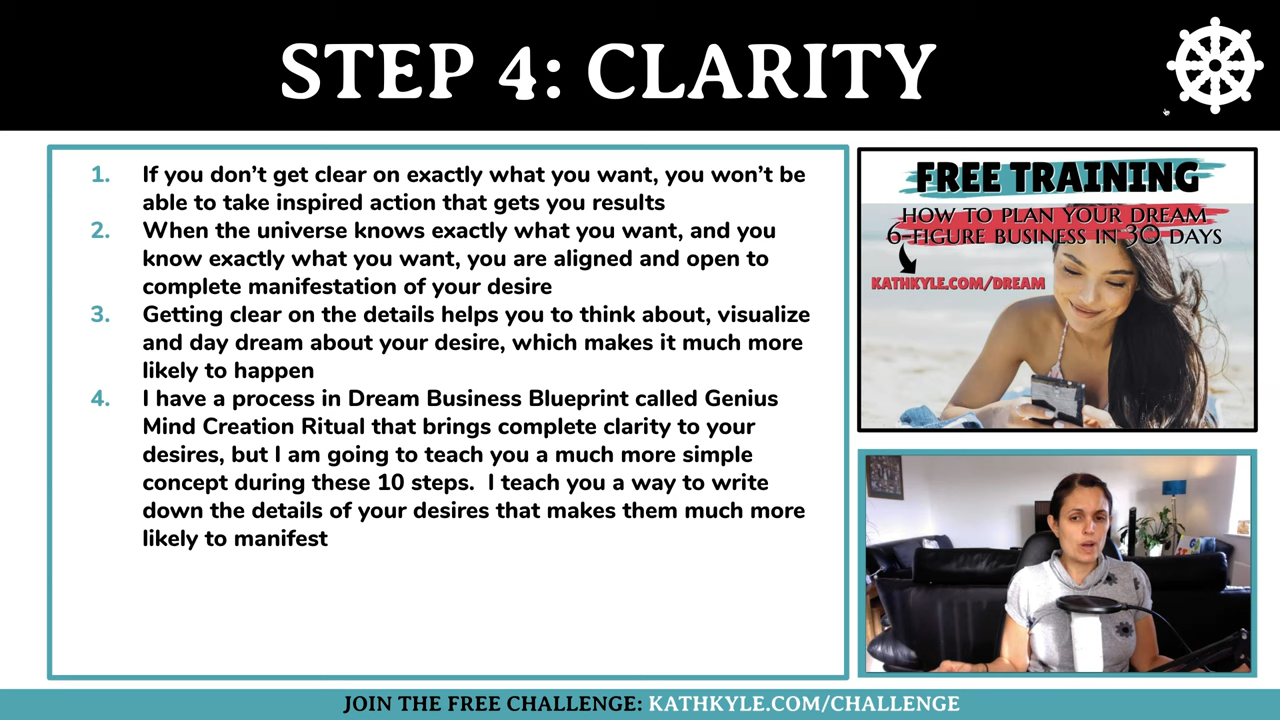 STEP 4: CLARITY
1. If you don't get clear on exactly what you want, you won't be
able to take inspired action that gets you results
2. When the universe knows exactly what you want, and you
know exactly what you want, you are aligned and open to
complete manifestation of your desire
3. Getting clear on the details helps you to think about, visualize
and day dream about your desire, which makes it much more
likely to happen
4. I have a process in Dream Business Blueprint called Genius
Mind Creation Ritual that brings complete clarity to your
desires, but I am going to teach you a much more simple
concept during these 10 steps.  I teach you a way to write
down the details of your desires that makes them much more
likely to manifest
FREE TRAINING
HOW TO PLAN YOUR DREAM
6-FIGURE BUSINESS IN 30 DAYS
KATHKYLE.COM/DREAM
JOIN THE FREE CHALLENGE: KATHKYLE.COM/CHALLENGE